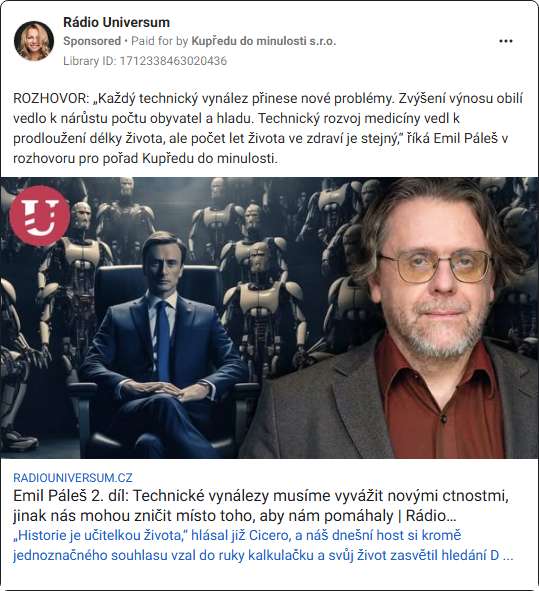 Rádio Universum
Sponsored • Paid for by Kupředu do minulosti s.r.o.
Library ID: 1712338463020436
ROZHOVOR: „Každý technický vynález přinese nové problémy. Zvýšení výnosu obilí
vedlo k nárůstu počtu obyvatel a hladu. Technický rozvoj medicíny vedl k
prodloužení délky života, ale počet let života ve zdraví je stejný,“ říká Emil Páleš v
rozhovoru pro pořad Kupředu do minulosti.
U
RADIOUNIVERSUM.CZ
Emil Páleš 2. díl: Technické vynálezy musíme vyvážit novými ctnostmi,
jinak nás mohou zničit místo toho, aby nám pomáhaly | Rádio...
„Historie je učitelkou života,“ hlásal již Cicero, a náš dnešní host si kromě
jednoznačného souhlasu vzal do ruky kalkulačku a svůj život zasvětil hledání D ...